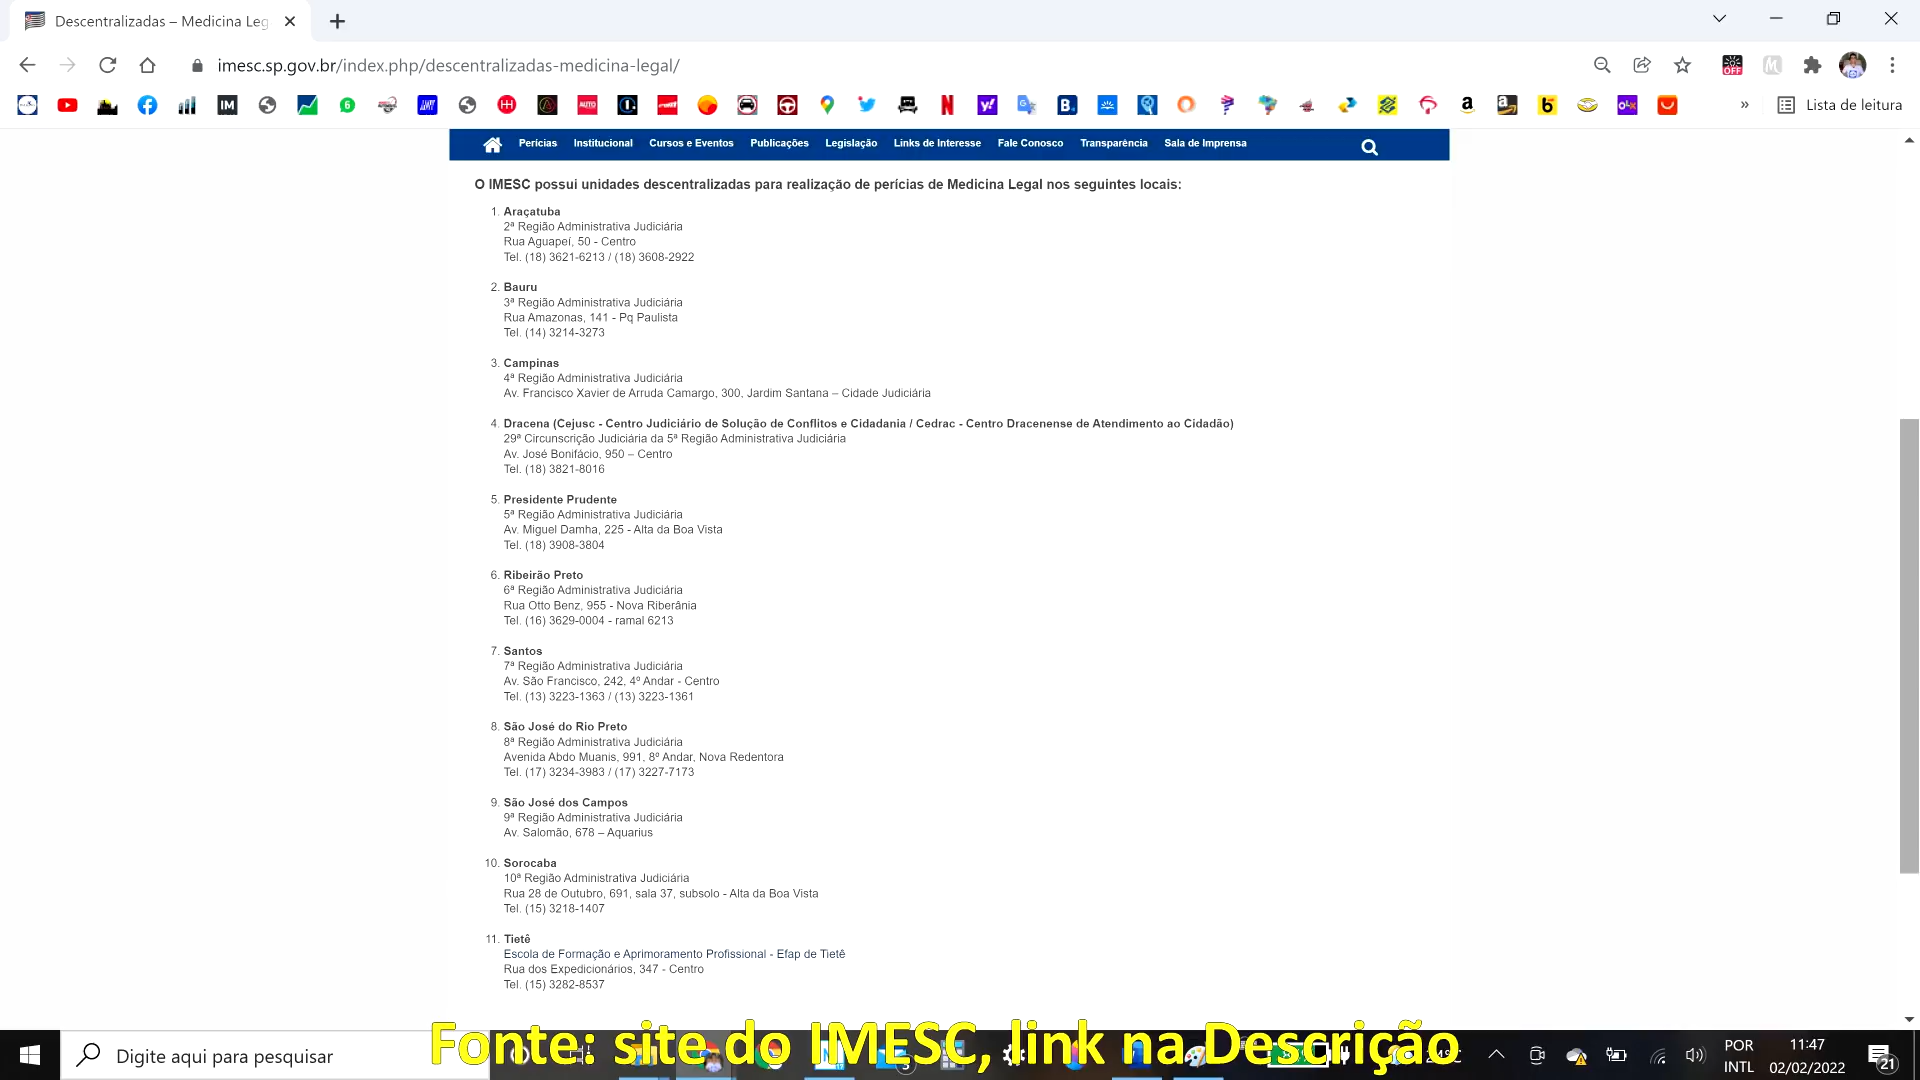 Descentralizadas – Medicina Leg
imesc.sp.gov.br/index.php/descentralizadas-medicina-legal/
Lista de leitura
Perícias Institucional Cursos e Eventos Publicações Legislação Links de Interesse Fale Conosco Transparência Sala de Imprensa
O IMESC possui unidades descentralizadas para realização de perícias de Medicina Legal nos seguintes locais:
1. Araçatuba
2ª Região Administrativa Judiciária
Rua Aguapeí, 50 - Centro
Tel. (18) 3621-6213 / (18) 3608-2922
2. Bauru
3ª Região Administrativa Judiciária
Rua Amazonas, 141 - Pq Paulista
Tel. (14) 3214-3273
3. Campinas
4ª Região Administrativa Judiciária
Av. Francisco Xavier de Arruda Camargo, 300, Jardim Santana – Cidade Judiciária
4. Dracena (Cejusc - Centro Judiciário de Solução de Conflitos e Cidadania / Cedrac - Centro Dracenense de Atendimento ao Cidadão)
29ª Circunscrição Judiciária da 5ª Região Administrativa Judiciária
Av. José Bonifácio, 950 – Centro
Tel. (18) 3821-8016
5. Presidente Prudente
5ª Região Administrativa Judiciária
Av. Miguel Damha, 225 - Alta da Boa Vista
Tel. (18) 3908-3804
6. Ribeirão Preto
6ª Região Administrativa Judiciária
Rua Otto Benz, 955 - Nova Riberânia
Tel. (16) 3629-0004 - ramal 6213
7. Santos
7ª Região Administrativa Judiciária
Av. São Francisco, 242, 4º Andar - Centro
Tel. (13) 3223-1363 / (13) 3223-1361
8. São José do Rio Preto
8ª Região Administrativa Judiciária
Avenida Abdo Muanis, 991, 8º Andar, Nova Redentora
Tel. (17) 3234-3983 / (17) 3227-7173
9. São José dos Campos
9ª Região Administrativa Judiciária
Av. Salomão, 678 – Aquarius
10. Sorocaba
10ª Região Administrativa Judiciária
Rua 28 de Outubro, 691, sala 37, subsolo - Alta da Boa Vista
Tel. (15) 3218-1407
11. Tietê
Escola de Formação e Aprimoramento Profissional - Efap de Tietê
Rua dos Expedicionários, 347 - Centro
Tel. (15) 3282-8537
Fonte: site do IMESC, link na Descrição
Digite aqui para pesquisar
POR
INTL
11:47
02/02/2022
21